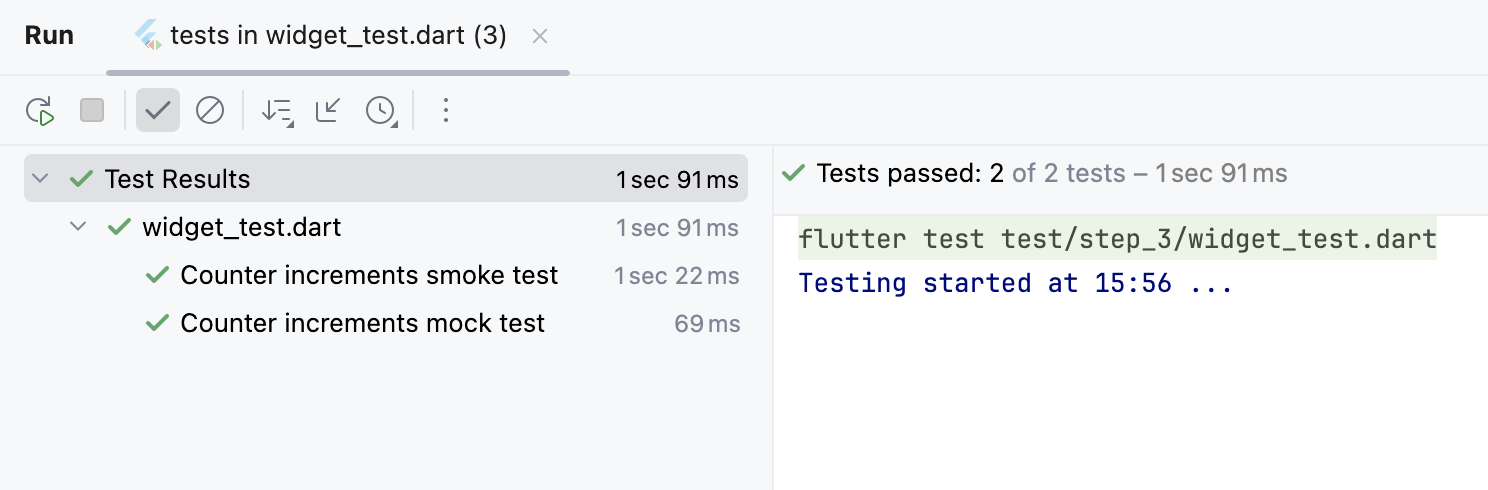 Run tests in widget_test.dart (3)
Test Results 1 sec 91 ms
widget_test.dart 1 sec 91 ms
Counter increments smoke test 1 sec 22 ms
Counter increments mock test 69 ms
Tests passed: 2 of 2 tests – 1 sec 91 ms
flutter test test/step_3/widget_test.dart
Testing started at 15:56 ...